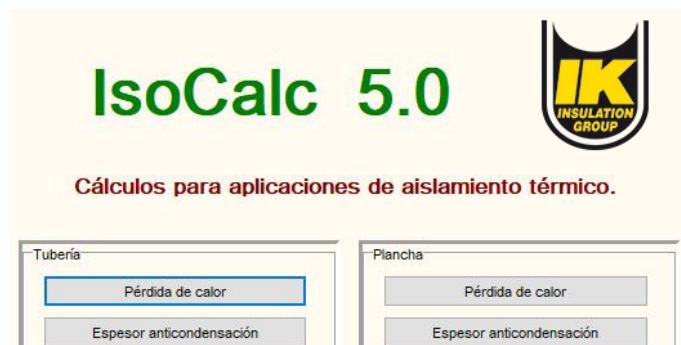 IsoCalc 5.0
IK
INSULATION
GROUP
Cálculos para aplicaciones de aislamiento térmico.
Tubería
Pérdida de calor
Espesor anticondensación
Plancha
Pérdida de calor
Espesor anticondensación